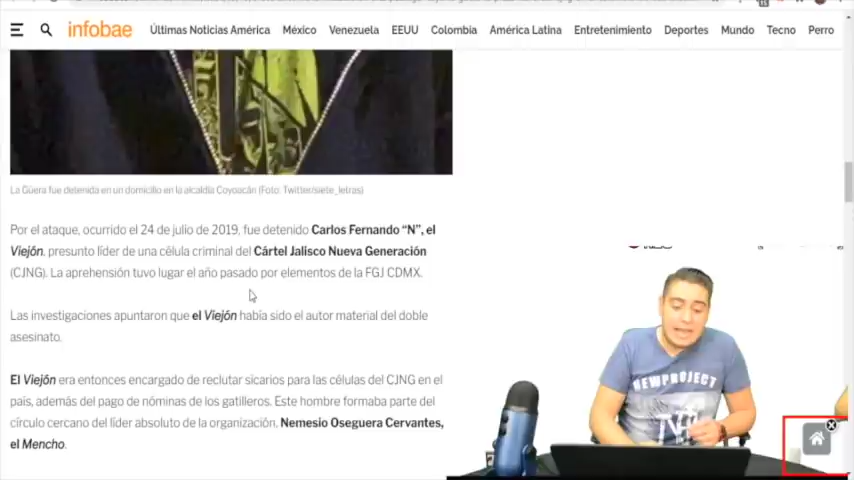 infobae
Últimas Noticias América México Venezuela EEUU Colombia América Latina Entretenimiento Deportes Mundo Tecno Perro
La Güera fue detenida en un domicilio en la alcaldía Coyoacán (Foto: Twitter/siete_letras)
Por el ataque, ocurrido el 24 de julio de 2019, fue detenido Carlos Fernando “N”, el
Viejón, presunto líder de una célula criminal del Cártel Jalisco Nueva Generación
(CJNG). La aprehensión tuvo lugar el año pasado por elementos de la FGJ CDMX.
Las investigaciones apuntaron que el Viejón había sido el autor material del doble
asesinato.
El Viejón era entonces encargado de reclutar sicarios para las células del CJNG en el
país, además del pago de nóminas de los gatilleros. Este hombre formaba parte del
círculo cercano del líder absoluto de la organización, Nemesio Oseguera Cervantes,
el Mencho.
NEWPROJECT